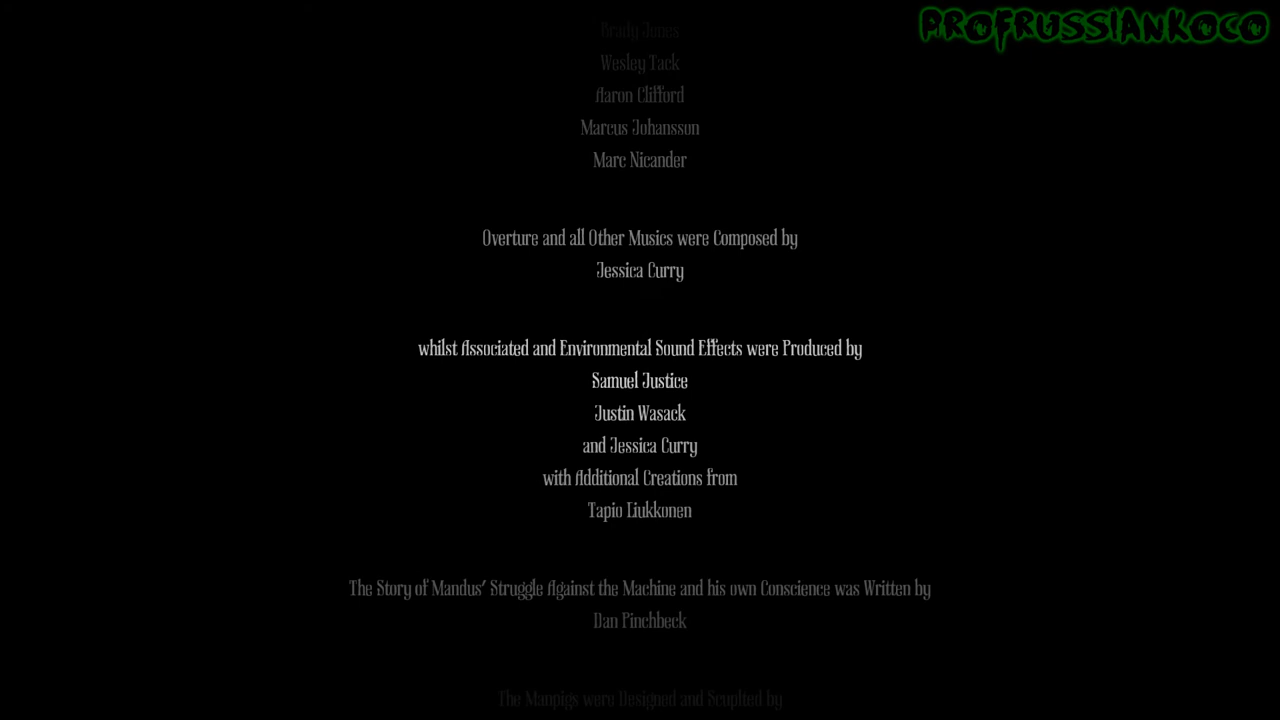 PROFRUSSIANKOCO
Brady Jones
Wesley Tack
Aaron Clifford
Marcus Johansson
Marc Nicander
Overture and all Other Musics were Composed by
Jessica Curry
whilst Associated and Environmental Sound Effects were Produced by
Samuel Justice
Justin Wasack
and Jessica Curry
with Additional Creations from
Tapio Liukkonen
The Story of Mandus' Struggle Against the Machine and his own Conscience was Written by
Dan Pinchbeck
The Manpigs were Designed and Scuplted by